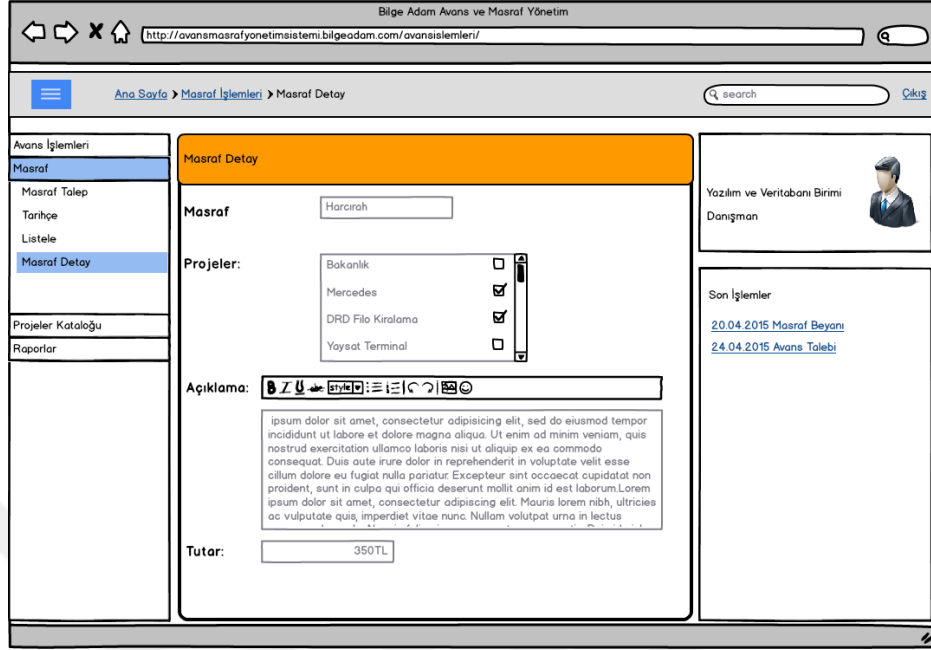 Bilge Adam Avans ve Masraf Yönetim
http://avansmasrafyonetimsistemi.bilgeadam.com/avansislemleri/
Ana Sayfa > Masraf İşlemleri > Masraf Detay
search
Çıkış
Avans İşlemleri
Masraf
Masraf Talep
Tarihçe
Listele
Masraf Detay
Projeler Kataloğu
Raporlar
Masraf Detay
Masraf
Harcırah
Projeler:
Bakanlık
Mercedes
DRD Filo Kiralama
Yaysat Terminal
Açıklama:
B I U abc style
ipsum dolor sit amet, consectetur adipisicing elit, sed do eiusmod tempor
incididunt ut labore et dolore magna aliqua. Ut enim ad minim veniam, quis
nostrud exercitation ullamco laboris nisi ut aliquip ex ea commodo
consequat. Duis aute irure dolor in reprehenderit in voluptate velit esse
cillum dolore eu fugiat nulla pariatur. Excepteur sint occaecat cupidatat non
proident, sunt in culpa qui officia deserunt mollit anim id est laborum.Lorem
ipsum dolor sit amet, consectetur adipiscing elit. Mauris lorem nibh, ultricies
ac vulputate quis, imperdiet vitae nunc. Nullam volutpat urna in lectus
Tutar:
350TL
Yazılım ve Veritabanı Birimi
Danışman
Son İşlemler
20.04.2015 Masraf Beyanı
24.04.2015 Avans Talebi